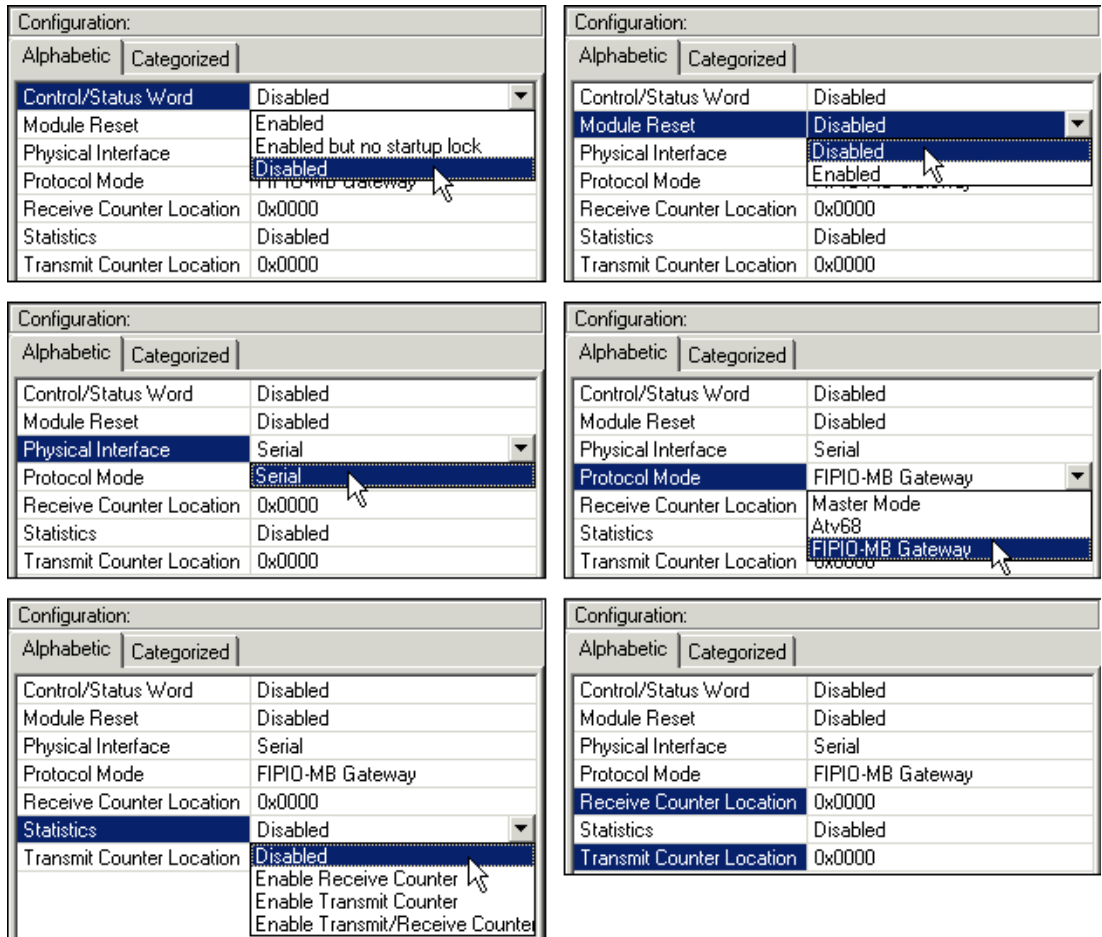 Configuration:
Alphabetic Categorized
Control/Status Word Disabled
Module Reset Enabled
Physical Interface Enabled but no startup lock
Disabled
Protocol Mode FIPIO-MB Gateway
Receive Counter Location 0x0000
Statistics Disabled
Transmit Counter Location 0x0000
Configuration:
Alphabetic Categorized
Control/Status Word Disabled
Module Reset Disabled
Physical Interface Disabled
Protocol Mode Enabled
Receive Counter Location 0x0000
Statistics Disabled
Transmit Counter Location 0x0000
Configuration:
Alphabetic Categorized
Control/Status Word Disabled
Module Reset Disabled
Physical Interface Serial
Protocol Mode Serial
Receive Counter Location 0x0000
Statistics Disabled
Transmit Counter Location 0x0000
Configuration:
Alphabetic Categorized
Control/Status Word Disabled
Module Reset Disabled
Physical Interface Serial
Protocol Mode FIPIO-MB Gateway
Receive Counter Location Master Mode
Statistics Atv68
FIPIO-MB Gateway
Transmit Counter Location 0x0000
Configuration:
Alphabetic Categorized
Control/Status Word Disabled
Module Reset Disabled
Physical Interface Serial
Protocol Mode FIPIO-MB Gateway
Receive Counter Location 0x0000
Statistics Disabled
Transmit Counter Location Disabled
Enable Receive Counter
Enable Transmit Counter
Enable Transmit/Receive Counter
Configuration:
Alphabetic Categorized
Control/Status Word Disabled
Module Reset Disabled
Physical Interface Serial
Protocol Mode FIPIO-MB Gateway
Receive Counter Location 0x0000
Statistics Disabled
Transmit Counter Location 0x0000